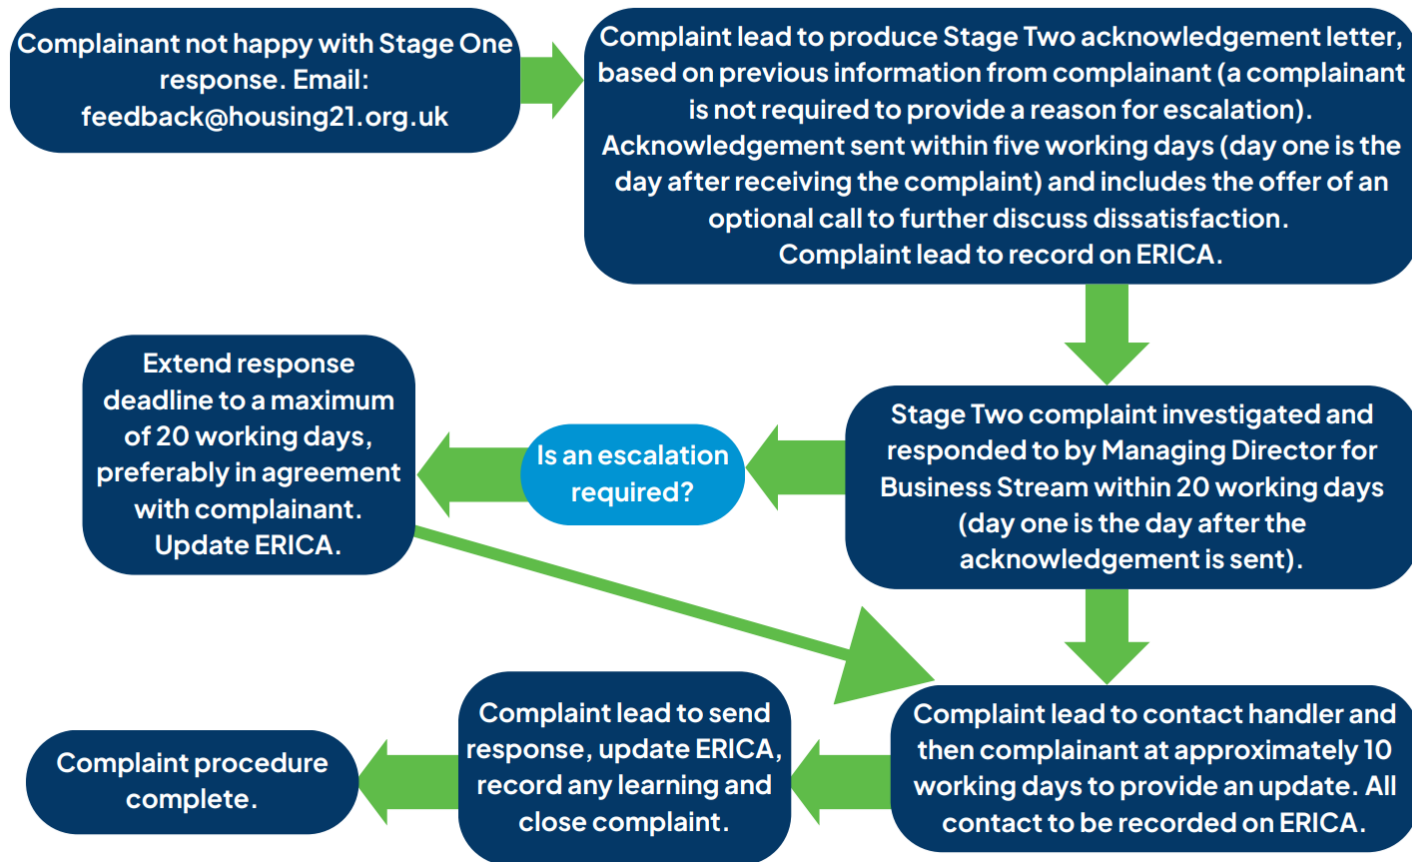 Complainant not happy with Stage One
response. Email:
feedback@housing21.org.uk
Complaint lead to produce Stage Two acknowledgement letter,
based on previous information from complainant (a complainant
is not required to provide a reason for escalation).
Acknowledgement sent within five working days (day one is the
day after receiving the complaint) and includes the offer of an
optional call to further discuss dissatisfaction.
Complaint lead to record on ERICA.
Stage Two complaint investigated and
responded to by Managing Director for
Business Stream within 20 working days
(day one is the day after the
acknowledgement is sent).
Is an escalation
required?
Extend response
deadline to a maximum
of 20 working days,
preferably in agreement
with complainant.
Update ERICA.
Complaint lead to contact handler and
then complainant at approximately 10
working days to provide an update. All
contact to be recorded on ERICA.
Complaint lead to send
response, update ERICA,
record any learning and
close complaint.
Complaint procedure
complete.